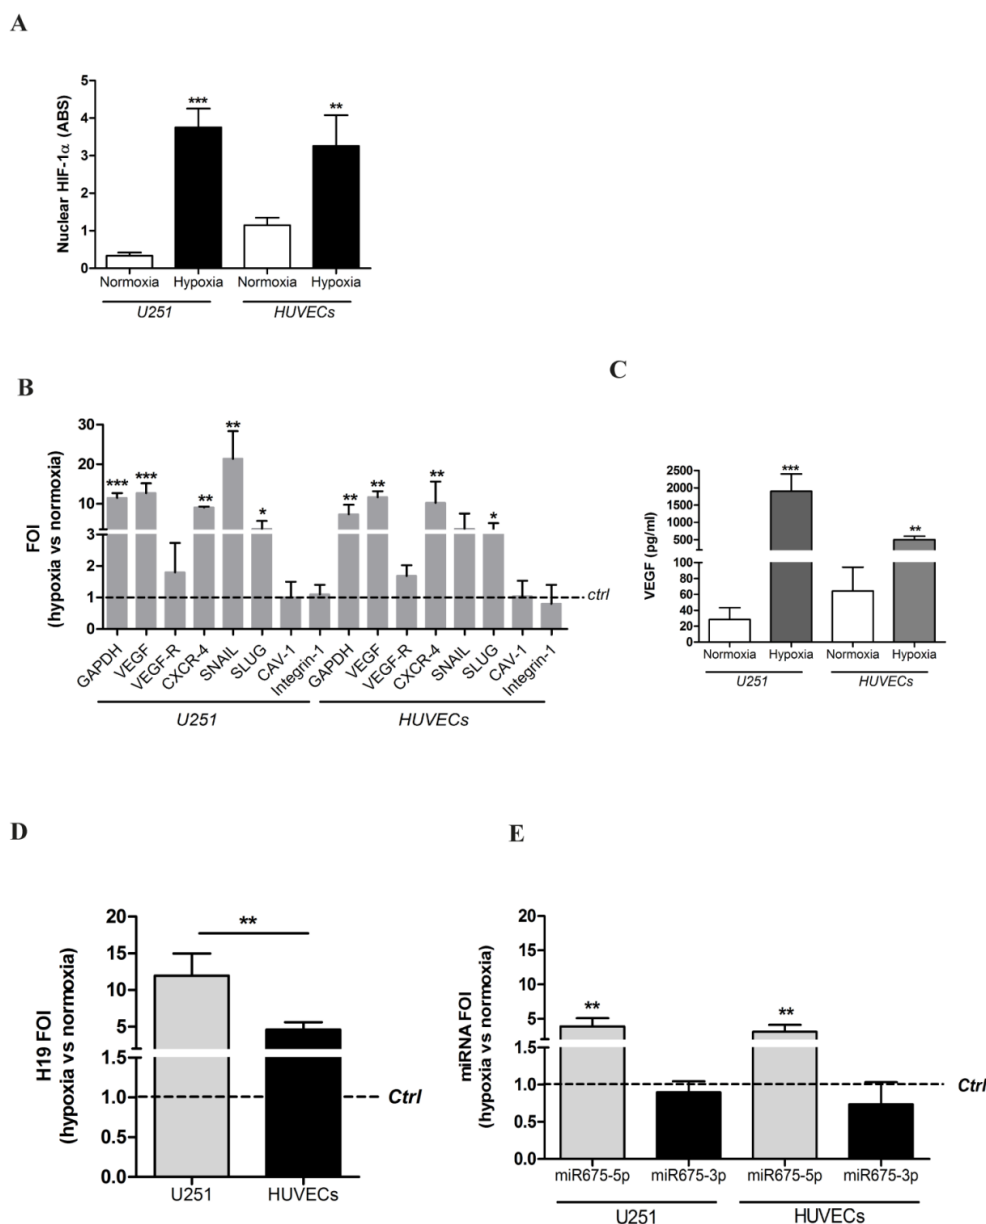 A
Nuclear HIF-1α (ABS)
5
4
3
2
1
0
***
**
Normoxia Hypoxia Normoxia Hypoxia
U251 HUVECs
B
FOI
(hypoxia vs normoxia)
30
20
10
3
3
2
1
0
*** *** ** ** * ** ** ** *
ctrl
GAPDH VEGF VEGF-R CXCR-4 SNAIL SLUG CAV-1 Integrin-1 GAPDH VEGF VEGF-R CXCR-4 SNAIL SLUG CAV-1 Integrin-1
U251 HUVECs
C
VEGF (pg/ml)
2500
2000
1500
1000
500
100
80
60
40
20
0
***
**
Normoxia Hypoxia Normoxia Hypoxia
U251 HUVECs
D
H19 FOI
(hypoxia vs normoxia)
20
15
10
5
1.5
1.0
0.5
0.0
**
Ctrl
U251 HUVECs
E
miRNA FOI
(hypoxia vs normoxia)
20
15
10
5
1.5
1.0
0.5
0.0
** **
Ctrl
miR675-5p miR675-3p miR675-5p miR675-3p
U251 HUVECs